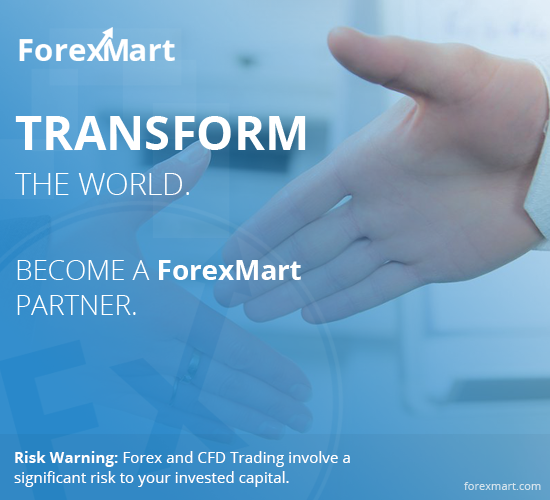 ForexMart
TRANSFORM
THE WORLD.
BECOME A ForexMart
PARTNER.
Fx
Risk Warning: Forex and CFD Trading involve a
significant risk to your invested capital.
forexmart.com